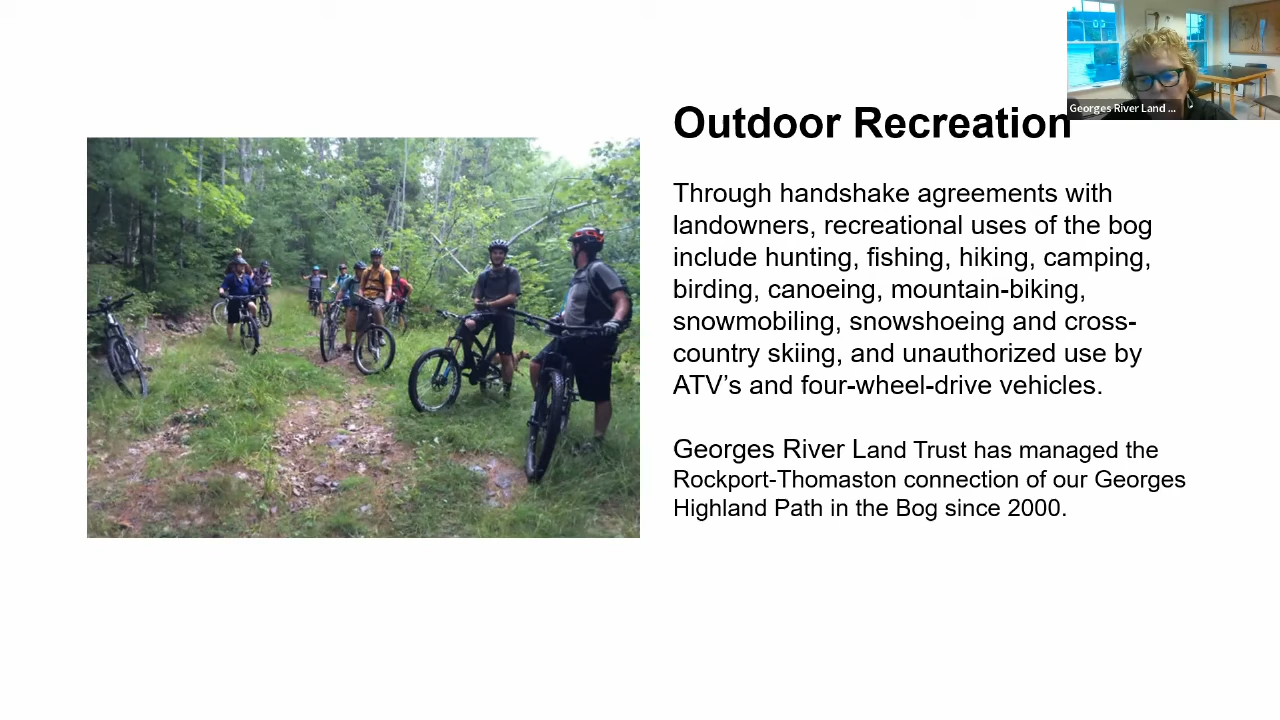 Georges River Land ...
Outdoor Recreation
Through handshake agreements with
landowners, recreational uses of the bog
include hunting, fishing, hiking, camping,
birding, canoeing, mountain-biking,
snowmobiling, snowshoeing and cross-
country skiing, and unauthorized use by
ATV’s and four-wheel-drive vehicles.
Georges River Land Trust has managed the
Rockport-Thomaston connection of our Georges
Highland Path in the Bog since 2000.